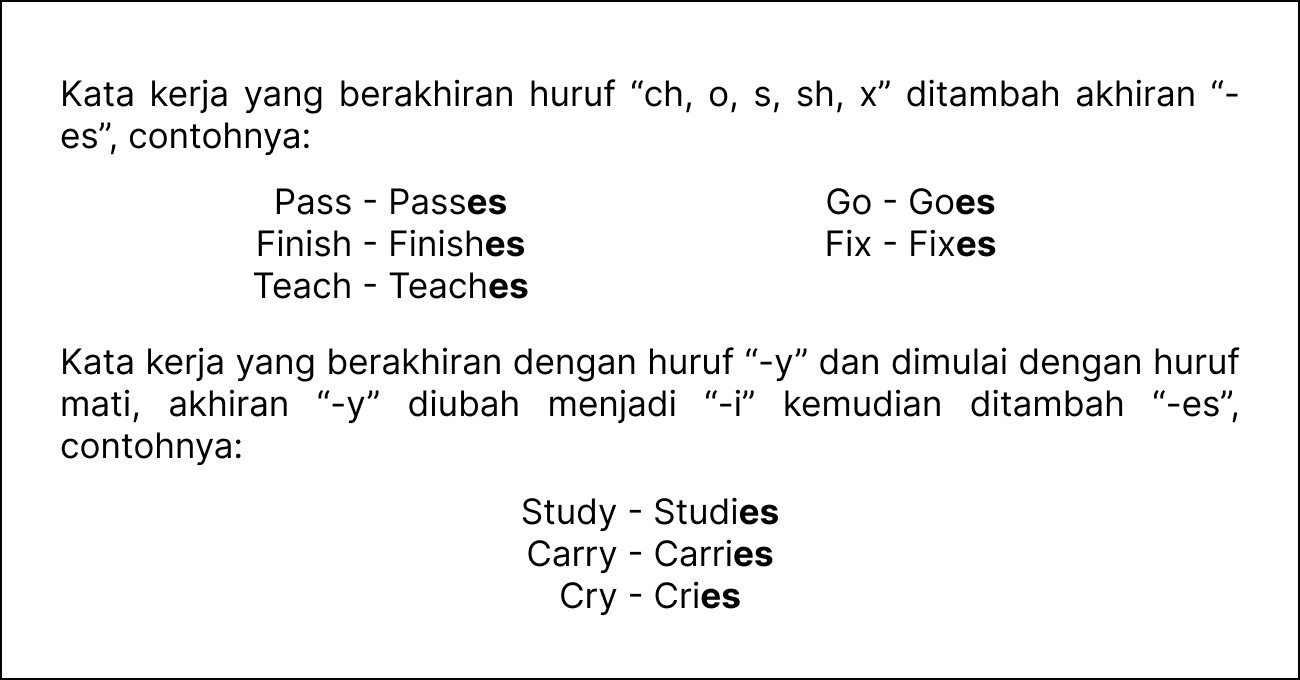 Kata kerja yang berakhiran huruf “ch, o, s, sh, x” ditambah akhiran “-
es”, contohnya:
Pass - Passes
Finish - Finishes
Teach - Teaches
Go - Goes
Fix - Fixes
Kata kerja yang berakhiran dengan huruf “-y” dan dimulai dengan huruf
mati, akhiran “-y” diubah menjadi “-i” kemudian ditambah “-es”,
contohnya:
Study - Studies
Carry - Carries
Cry - Cries